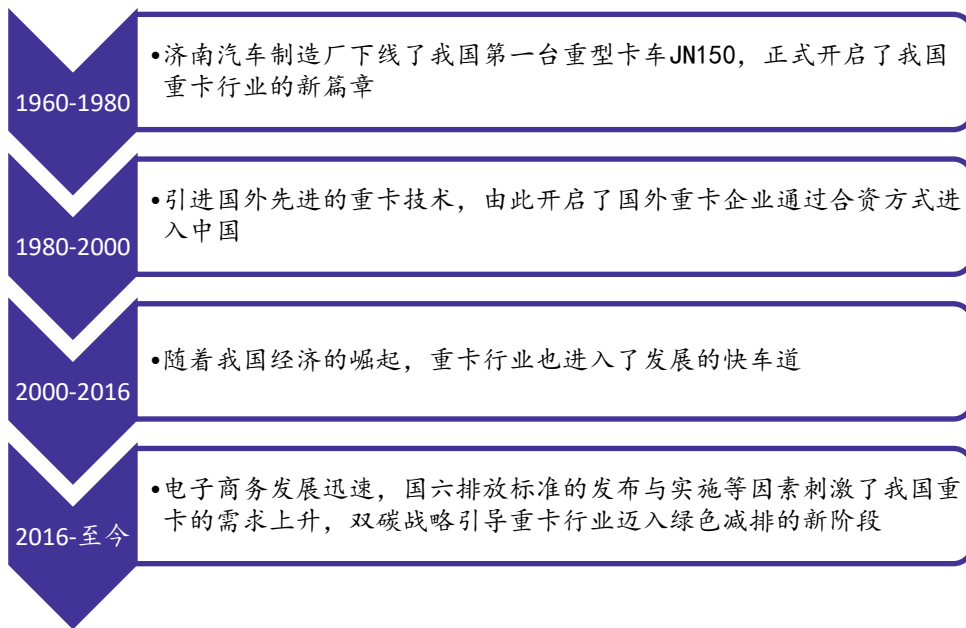 1960-1980
•济南汽车制造厂下线了我国第一台重型卡车JN150，正式开启了我国
重卡行业的新篇章
1980-2000
•引进国外先进的重卡技术，由此开启了国外重卡企业通过合资方式进
入中国
2000-2016
•随着我国经济的崛起，重卡行业也进入了发展的快车道
2016-至今
•电子商务发展迅速，国六排放标准的发布与实施等因素刺激了我国重
卡的需求上升，双碳战略引导重卡行业迈入绿色减排的新阶段